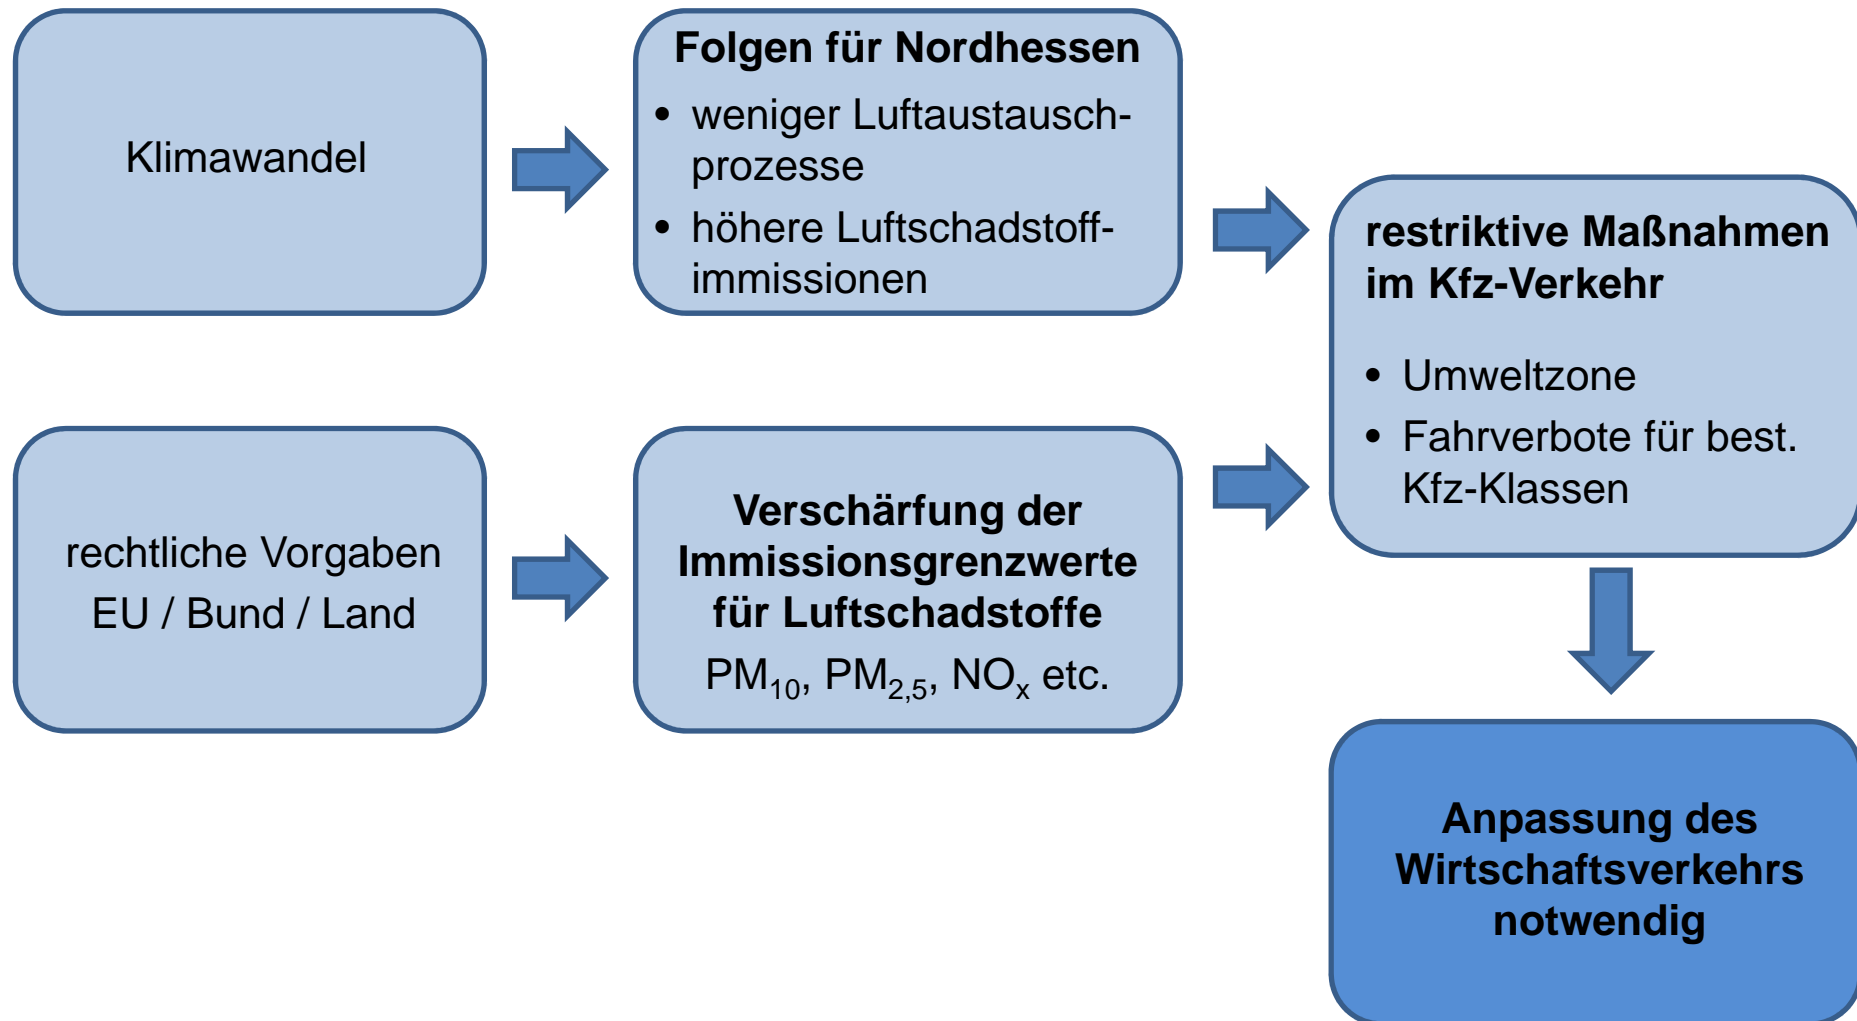 Klimawandel
Folgen für Nordhessen
• weniger Luftaustausch-
prozesse
• höhere Luftschadstoff-
immissionen
restriktive Maßnahmen
im Kfz-Verkehr
• Umweltzone
• Fahrverbote für best.
Kfz-Klassen
rechtliche Vorgaben
EU / Bund / Land
Verschärfung der
Immissionsgrenzwerte
für Luftschadstoffe
PM₁₀, PM₂,₅, NOₓ etc.
Anpassung des
Wirtschaftsverkehrs
notwendig